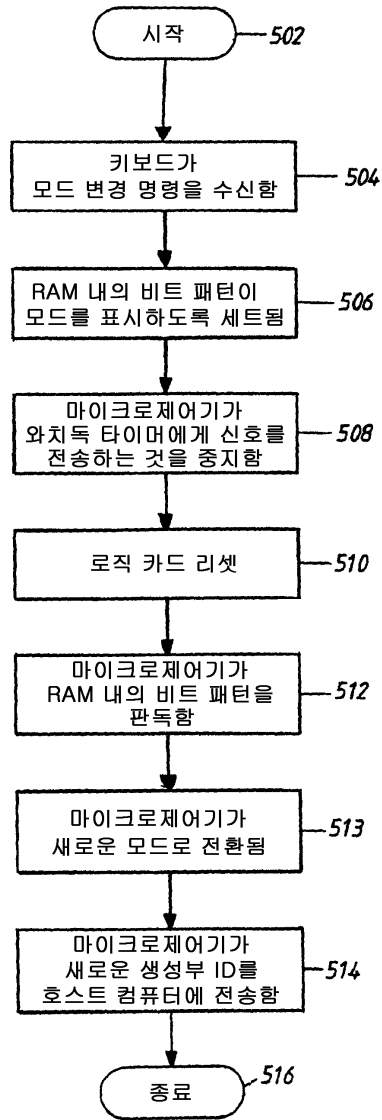 시작
502
키보드가
모드 변경 명령을 수신함
504
RAM 내의 비트 패턴이
모드를 표시하도록 세트됨
506
마이크로제어기가
와치독 타이머에게 신호를
전송하는 것을 중지함
508
로직 카드 리셋
510
마이크로제어기가
RAM 내의 비트 패턴을
판독함
512
마이크로제어기가
새로운 모드로 전환됨
513
마이크로제어기가
새로운 생성부 ID를
호스트 컴퓨터에 전송함
514
종료
516